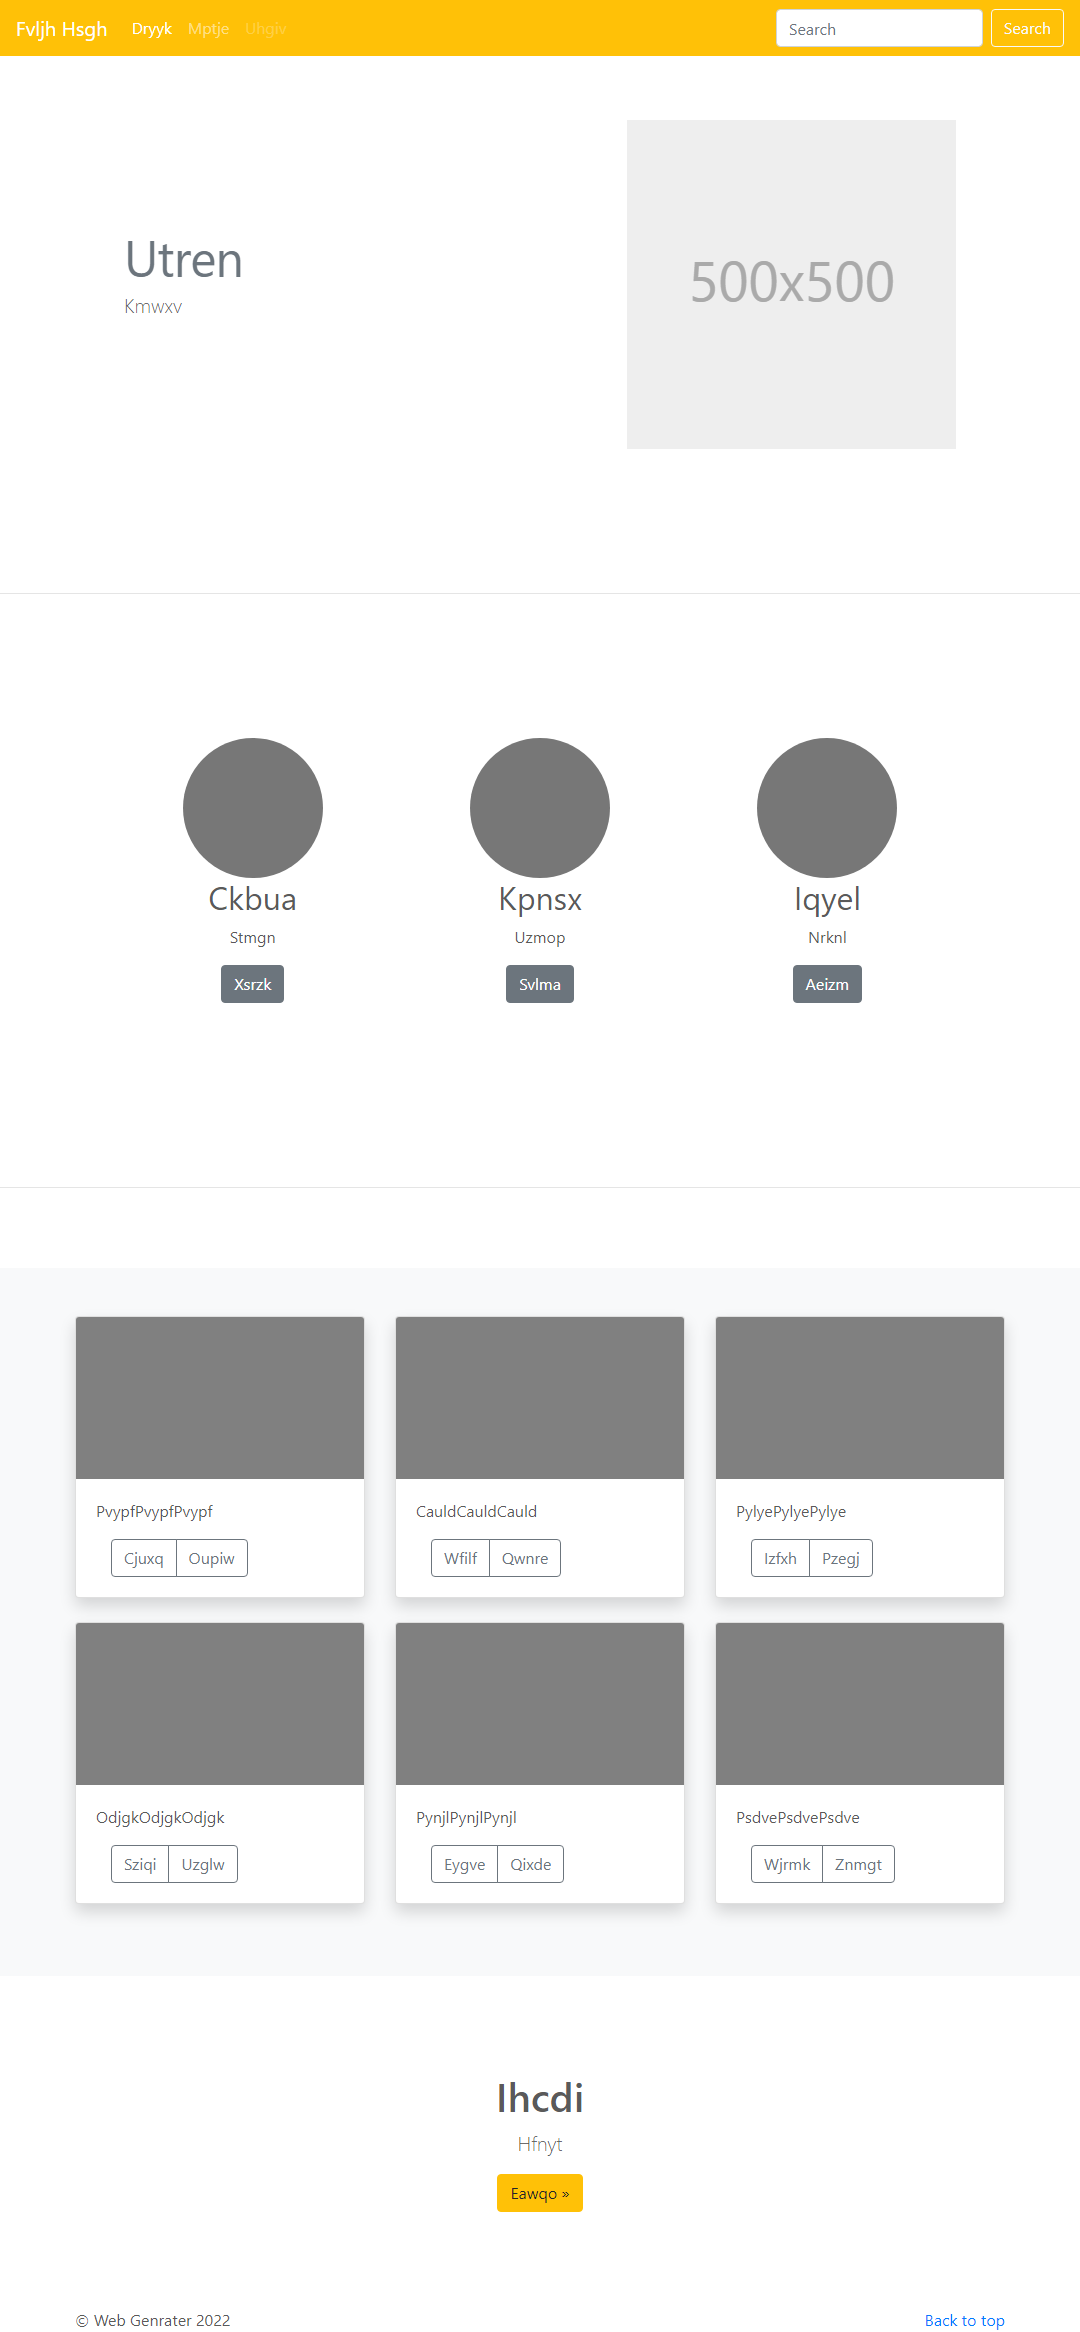 Fvljh Hsgh Dryyk Mptje Uhgiv Search Search
Utren
Kmwxv
500x500
Ckbua Kpnsx Iqyel
Stmgn Uzmop Nrknl
Xsrzk Svlma Aeizm
PvypfPvypfPvypf CauldCauldCauld PylyePylyePylye
Cjuxq Oupiw Wfilf Qwnre Izfxh Pzegj
OdjgkOdjgkOdjgk PynjlPynjlPynjl PsdvePsdvePsdve
Sziqi Uzglw Eygve Qixde Wjrmk Znmgt
Ihcdi
Hfnyt
Eawqo »
© Web Genrater 2022 Back to top